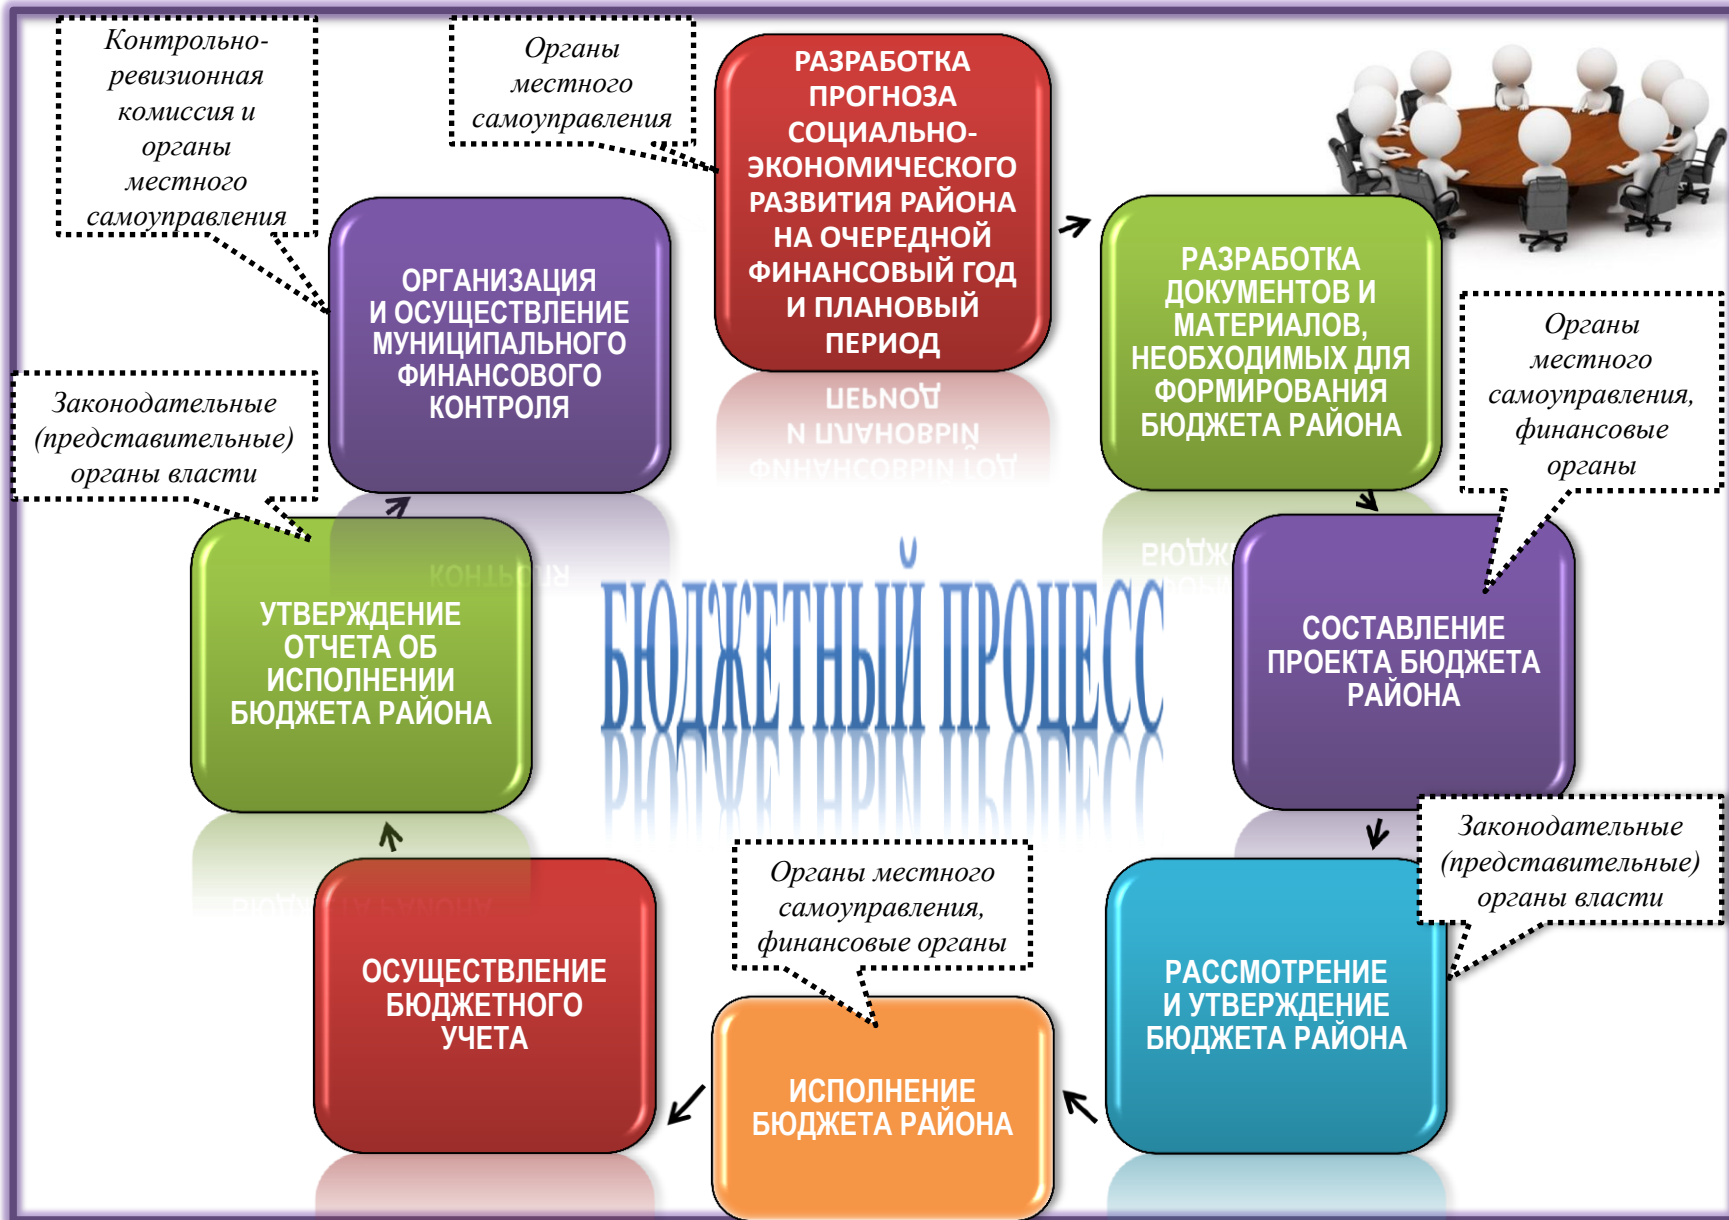 Контрольно-
ревизионная
комиссия и
органы
местного
самоуправления
Органы
местного
самоуправления
РАЗРАБОТКА
ПРОГНОЗА
СОЦИАЛЬНО-
ЭКОНОМИЧЕСКОГО
РАЗВИТИЯ РАЙОНА
НА ОЧЕРЕДНОЙ
ФИНАНСОВЫЙ ГОД
И ПЛАНОВЫЙ
ПЕРИОД
РАЗРАБОТКА
ДОКУМЕНТОВ И
МАТЕРИАЛОВ,
НЕОБХОДИМЫХ ДЛЯ
ФОРМИРОВАНИЯ
БЮДЖЕТА РАЙОНА
Органы
местного
самоуправления,
финансовые
органы
СОСТАВЛЕНИЕ
ПРОЕКТА БЮДЖЕТА
РАЙОНА
Законодательные
(представительные)
органы власти
РАССМОТРЕНИЕ
И УТВЕРЖДЕНИЕ
БЮДЖЕТА РАЙОНА
Органы местного
самоуправления,
финансовые органы
ИСПОЛНЕНИЕ
БЮДЖЕТА РАЙОНА
ОСУЩЕСТВЛЕНИЕ
БЮДЖЕТНОГО
УЧЕТА
Законодательные
(представительные)
органы власти
УТВЕРЖДЕНИЕ
ОТЧЕТА ОБ
ИСПОЛНЕНИИ
БЮДЖЕТА РАЙОНА
ОРГАНИЗАЦИЯ
И ОСУЩЕСТВЛЕНИЕ
МУНИЦИПАЛЬНОГО
ФИНАНСОВОГО
КОНТРОЛЯ
БЮДЖЕТНЫЙ ПРОЦЕСС